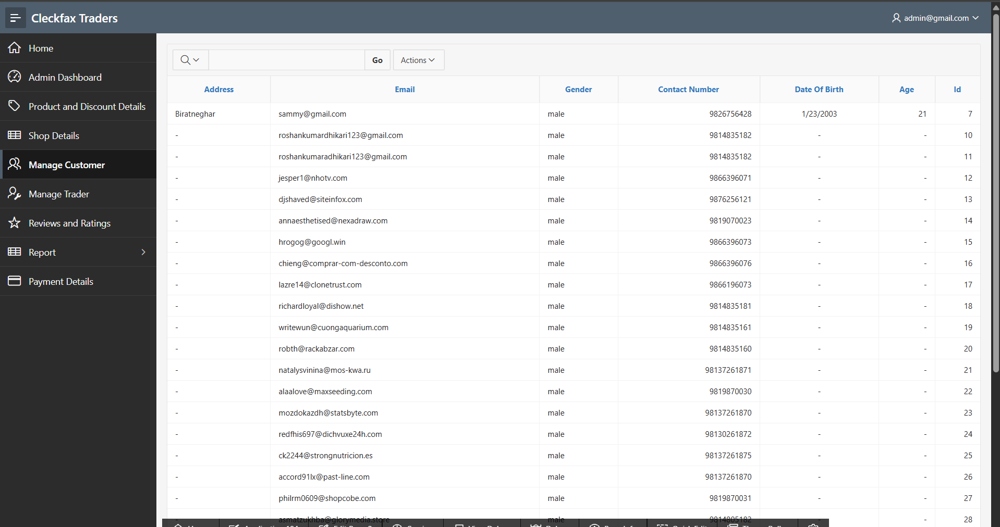 Cleckfax Traders
admin@gmail.com
Home
Admin Dashboard
Product and Discount Details
Shop Details
Manage Customer
Manage Trader
Reviews and Ratings
Report
Payment Details
Go Actions
Address Email Gender Contact Number Date Of Birth Age Id
Biratneghar sammy@gmail.com male 9826756428 1/23/2003 21 7
- roshankumardhikari123@gmail.com male 9814835182 - - 10
- roshankumaradhikari123@gmail.com male 9814835182 - - 11
- jesper1@nhotv.com male 9866396071 - - 12
- djshaved@siteinfox.com male 9876256121 - - 13
- annaesthetised@nexadraw.com male 9819070023 - - 14
- hrogog@googl.win male 9866396073 - - 15
- chieng@comprar-com-desconto.com male 9866396076 - - 16
- lazre14@clonetrust.com male 9866196073 - - 17
- richardloyal@dishow.net male 9814835181 - - 18
- writewun@cuongaquarium.com male 9814835161 - - 19
- robth@rackabzar.com male 9814835160 - - 20
- natalysvinina@mos-kwa.ru male 98137261871 - - 21
- alaalove@maxseeding.com male 9819870030 - - 22
- mozdokazdh@statsbyte.com male 98137261870 - - 23
- redfhis697@dichvuxe24h.com male 98130261872 - - 24
- ck2244@strongnutricion.es male 98137261875 - - 25
- accord91lx@past-line.com male 98137261870 - - 26
- philrm0609@shopcobe.com male 9819870031 - - 27
- asmatzukhba@glorymedia.store male 9814805182 - - 28